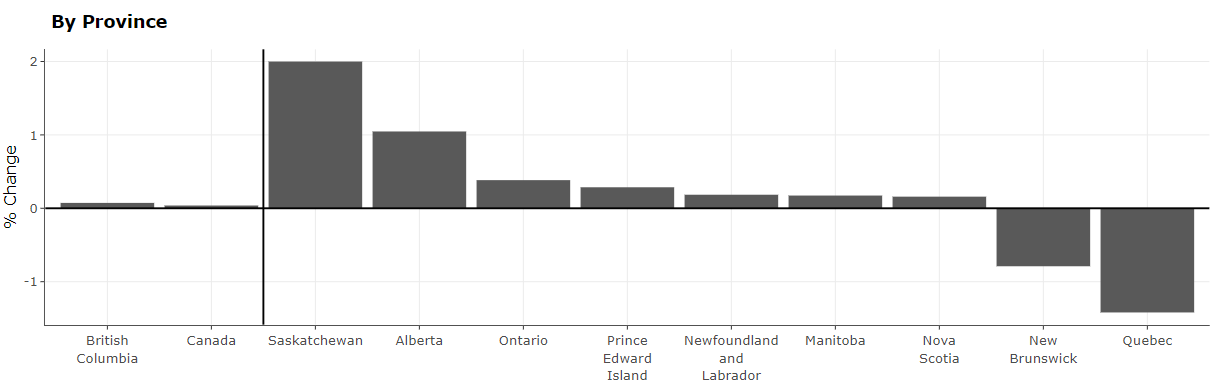 By Province
% Change
2
1
0
-1
British
Columbia
Canada
Saskatchewan
Alberta
Ontario
Prince
Edward
Island
Newfoundland
and
Labrador
Manitoba
Nova
Scotia
New
Brunswick
Quebec